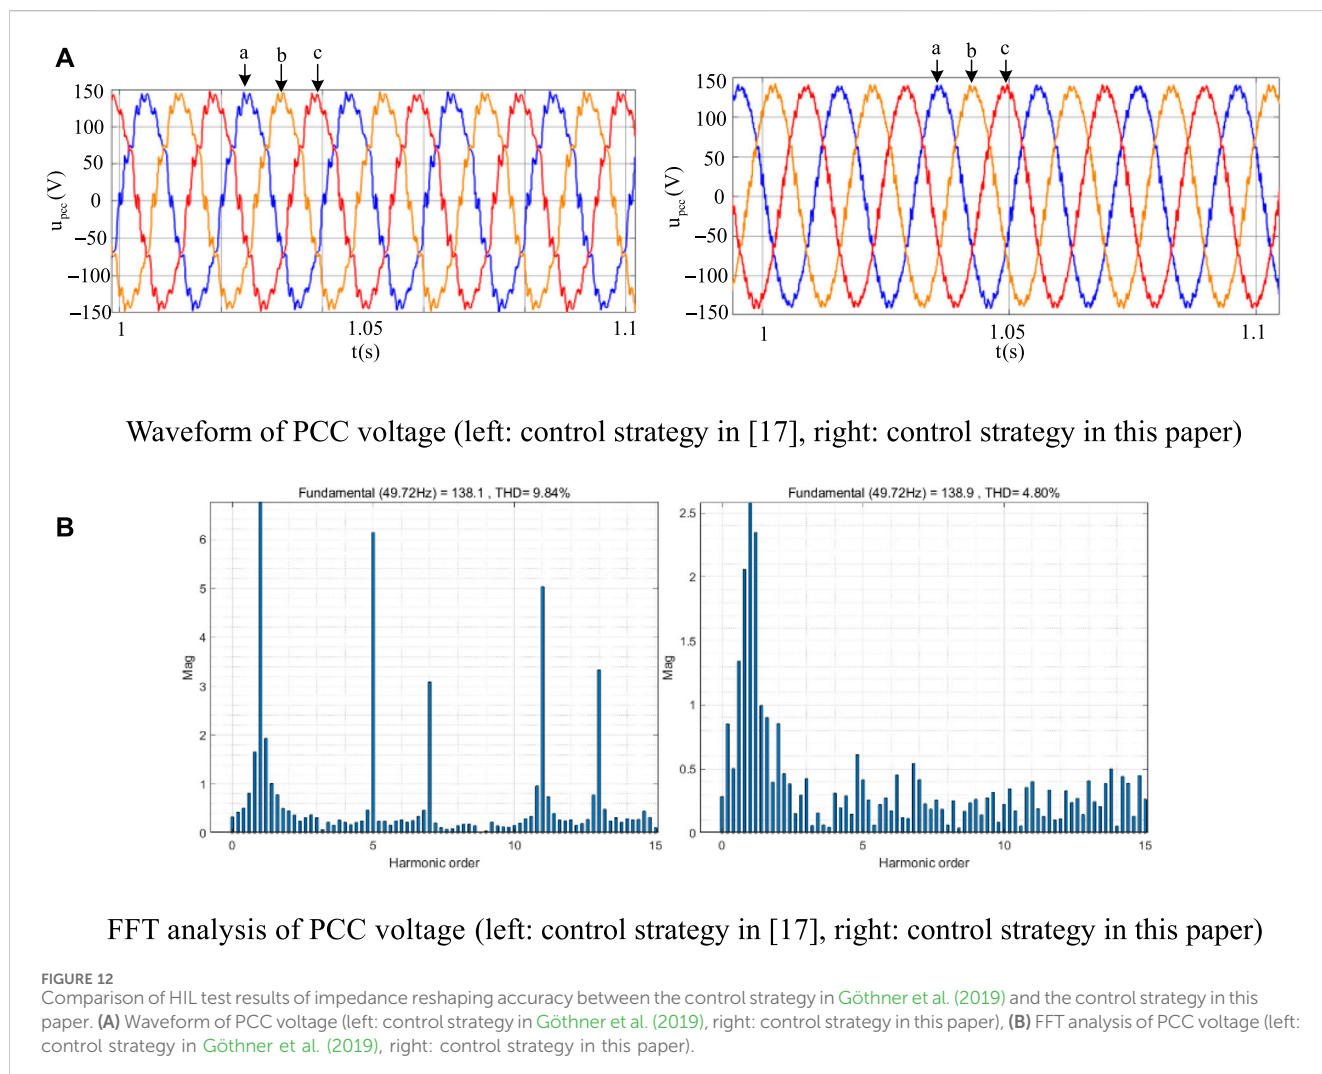 A
a b c
a b c
150
100
50
0
−50
−100
−150
u_pcc (V)
1 1.05 1.1
t(s)
150
100
50
0
−50
−100
−150
u_pcc (V)
1 1.05 1.1
t(s)
Waveform of PCC voltage (left: control strategy in [17], right: control strategy in this paper)
B
Fundamental (49.72Hz) = 138.1 , THD= 9.84%
6
5
4
3
2
1
0
Mag
0 5 10 15
Harmonic order
Fundamental (49.72Hz) = 138.9 , THD= 4.80%
2.5
2
1.5
1
0.5
0
Mag
0 5 10 15
Harmonic order
FFT analysis of PCC voltage (left: control strategy in [17], right: control strategy in this paper)
FIGURE 12
Comparison of HIL test results of impedance reshaping accuracy between the control strategy in Göthner et al. (2019) and the control strategy in this
paper. (A) Waveform of PCC voltage (left: control strategy in Göthner et al. (2019), right: control strategy in this paper), (B) FFT analysis of PCC voltage (left:
control strategy in Göthner et al. (2019), right: control strategy in this paper).